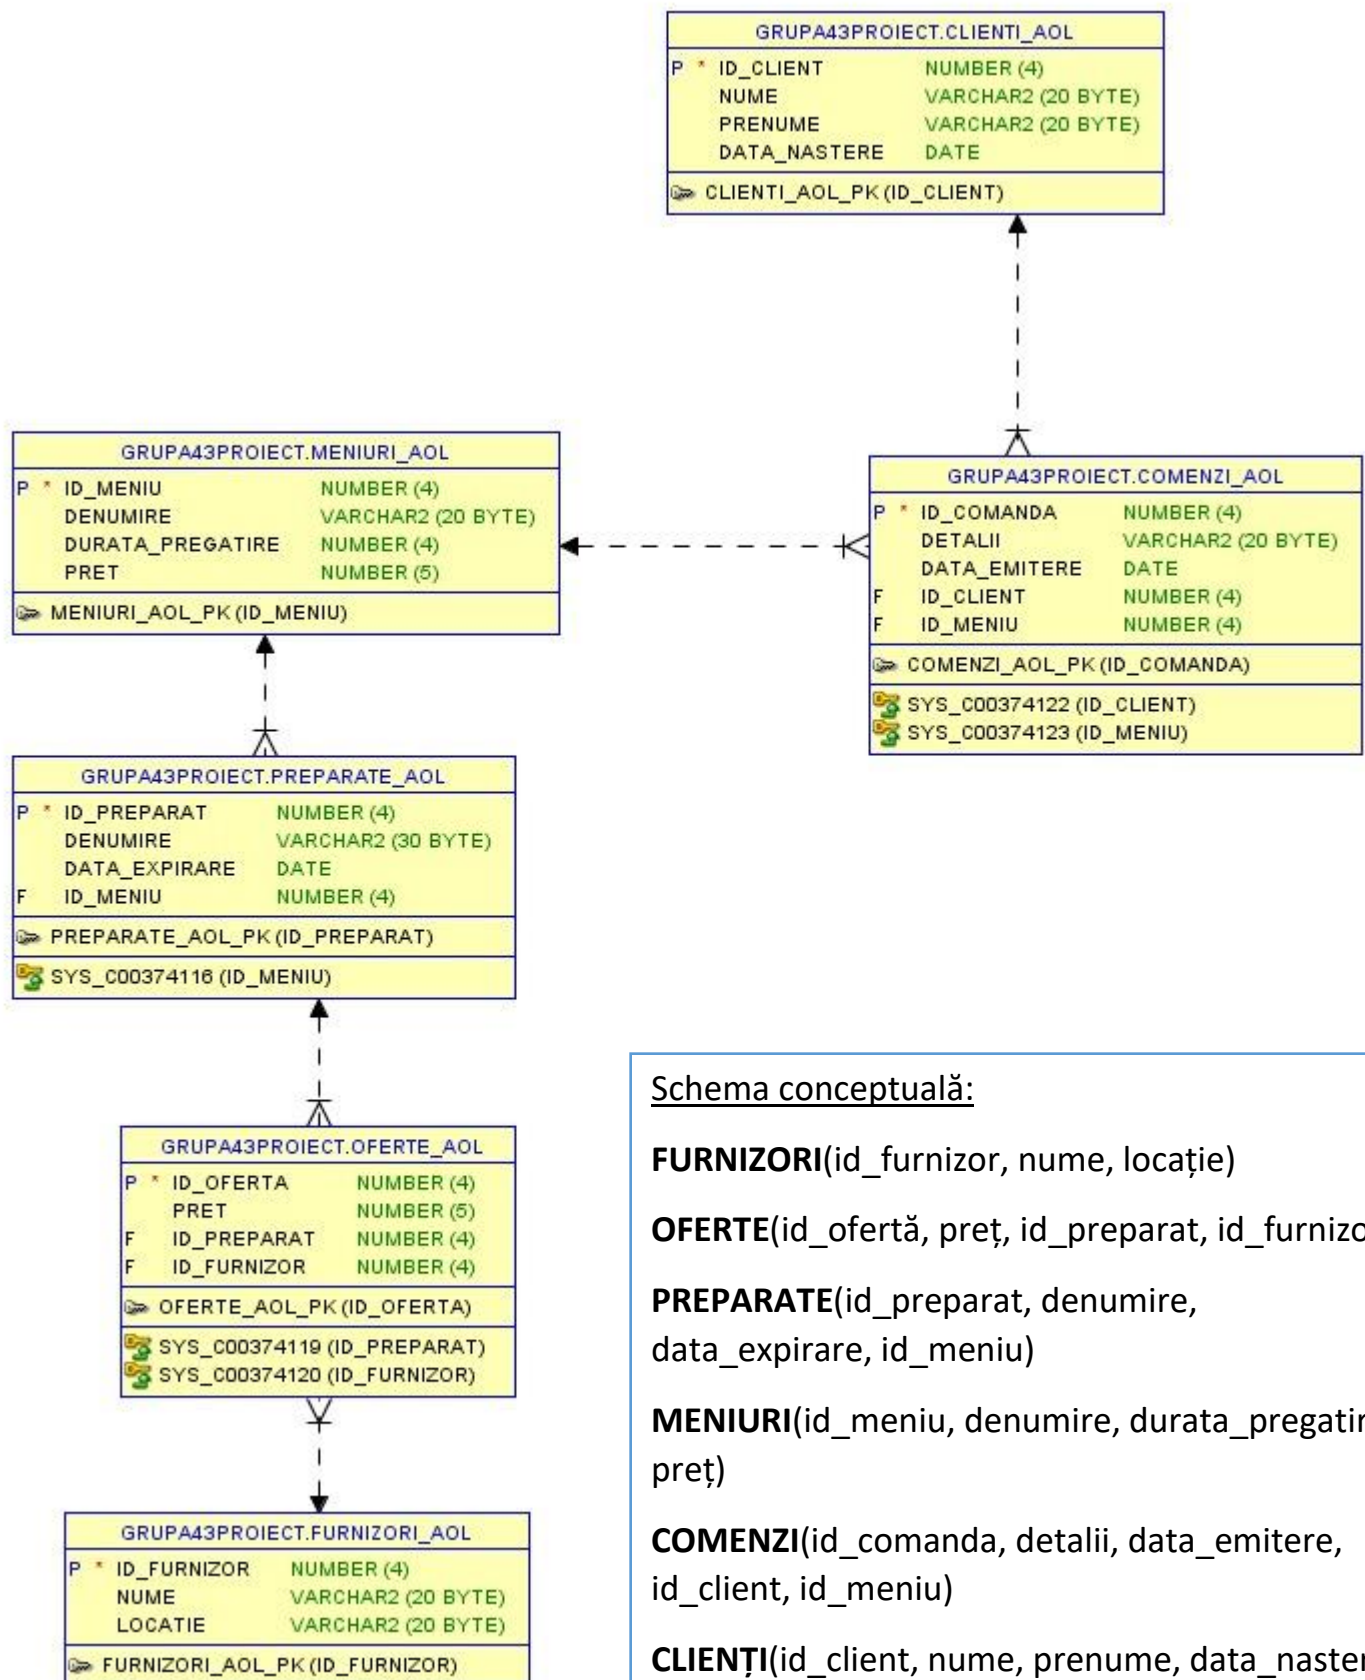 GRUPA43PROIECT.CLIENTI_AOL
P * ID_CLIENT NUMBER (4)
NUME VARCHAR2 (20 BYTE)
PRENUME VARCHAR2 (20 BYTE)
DATA_NASTERE DATE
CLIENTI_AOL_PK (ID_CLIENT)
GRUPA43PROIECT.MENIURI_AOL
P * ID_MENIU NUMBER (4)
DENUMIRE VARCHAR2 (20 BYTE)
DURATA_PREGATIRE NUMBER (4)
PRET NUMBER (5)
MENIURI_AOL_PK (ID_MENIU)
GRUPA43PROIECT.COMENZI_AOL
P * ID_COMANDA NUMBER (4)
DETALII VARCHAR2 (20 BYTE)
DATA_EMITERE DATE
F ID_CLIENT NUMBER (4)
F ID_MENIU NUMBER (4)
COMENZI_AOL_PK (ID_COMANDA)
SYS_C00374122 (ID_CLIENT)
SYS_C00374123 (ID_MENIU)
GRUPA43PROIECT.PREPARATE_AOL
P * ID_PREPARAT NUMBER (4)
DENUMIRE VARCHAR2 (30 BYTE)
DATA_EXPIRARE DATE
F ID_MENIU NUMBER (4)
PREPARATE_AOL_PK (ID_PREPARAT)
SYS_C00374116 (ID_MENIU)
GRUPA43PROIECT.OFERTE_AOL
P * ID_OFERTA NUMBER (4)
PRET NUMBER (5)
F ID_PREPARAT NUMBER (4)
F ID_FURNIZOR NUMBER (4)
OFERTE_AOL_PK (ID_OFERTA)
SYS_C00374119 (ID_PREPARAT)
SYS_C00374120 (ID_FURNIZOR)
GRUPA43PROIECT.FURNIZORI_AOL
P * ID_FURNIZOR NUMBER (4)
NUME VARCHAR2 (20 BYTE)
LOCATIE VARCHAR2 (20 BYTE)
FURNIZORI_AOL_PK (ID_FURNIZOR)
Schema conceptuală:
FURNIZORI(id_furnizor, nume, locație)
OFERTE(id_ofertă, preț, id_preparat, id_furnizo
PREPARATE(id_preparat, denumire,
data_expirare, id_meniu)
MENIURI(id_meniu, denumire, durata_pregatir
preț)
COMENZI(id_comanda, detalii, data_emitere,
id_client, id_meniu)
CLIENȚI(id_client, nume, prenume, data_naster